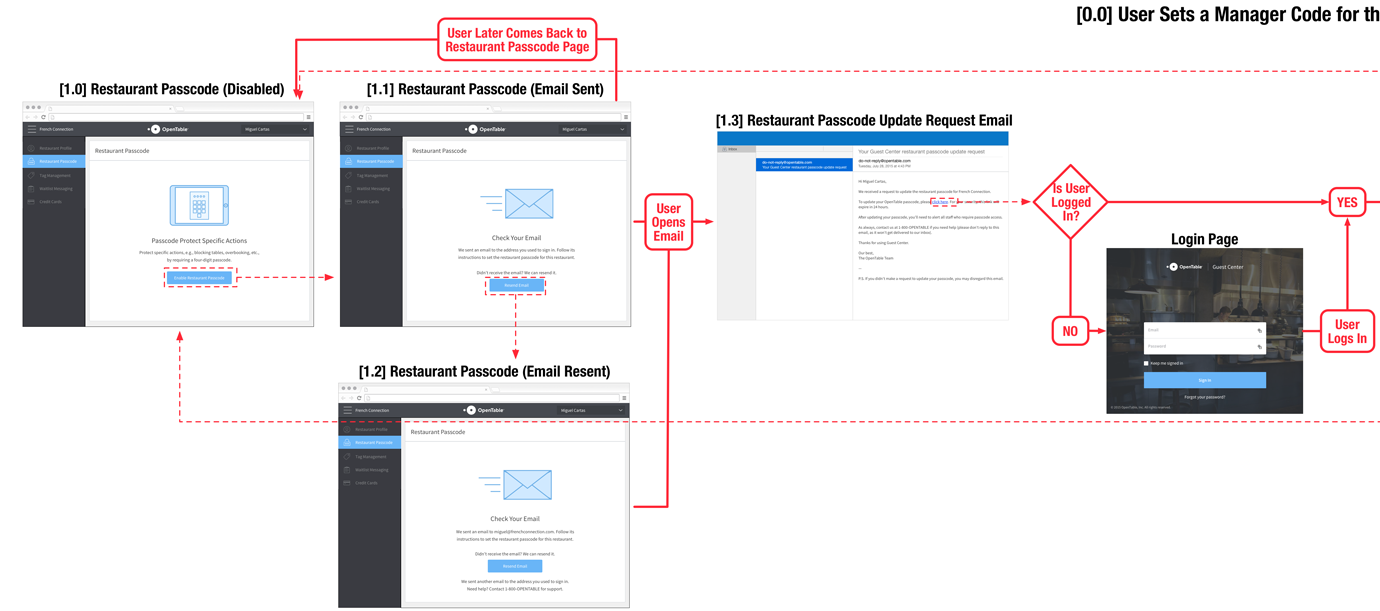 [0.0] User Sets a Manager Code for th
User Later Comes Back to
Restaurant Passcode Page
[1.0] Restaurant Passcode (Disabled)
French Connection
OpenTable
Miguel Cartas
Restaurant Profile
Restaurant Passcode
Tag Management
Waitlist Messaging
Credit Cards
Restaurant Passcode
Passcode Protect Specific Actions
Protect specific actions, e.g., blocking tables, overbooking, etc.,
by requiring a four-digit passcode.
Enable Restaurant Passcode
[1.1] Restaurant Passcode (Email Sent)
French Connection
OpenTable
Miguel Cartas
Restaurant Profile
Restaurant Passcode
Tag Management
Waitlist Messaging
Credit Cards
Restaurant Passcode
Check Your Email
We sent an email to the address you used to sign in. Follow its
instructions to set the restaurant passcode for this restaurant.
Didn't receive the email? We can resend it.
Resend Email
[1.2] Restaurant Passcode (Email Resent)
French Connection
OpenTable
Miguel Cartas
Restaurant Profile
Restaurant Passcode
Tag Management
Waitlist Messaging
Credit Cards
Restaurant Passcode
Check Your Email
We sent an email to miguel@frenchconnection.com. Follow its
instructions to set the restaurant passcode for this restaurant.
Didn't receive the email? We can resend it.
Resend Email
We sent another email to the address you used to sign in.
Need help? Contact 1-800-OPENTABLE for support.
User
Opens
Email
[1.3] Restaurant Passcode Update Request Email
Inbox
do-not-reply@opentable.com
Your Guest Center restaurant passcode update request
Your Guest Center restaurant passcode update request
do-not-reply@opentable.com
Tuesday, July 28, 2015 at 4:43 PM
Hi Miguel Cartas,
We received a request to update the restaurant passcode for French Connection.
To update your OpenTable passcode, please click here.
expire in 24 hours.
After updating your passcode, you'll need to alert all staff who require passcode access.
As always, contact us at 1-800-OPENTABLE if you need help (please don't reply to this
email, as it won't get delivered to our inbox).
Thanks for using Guest Center
Our best,
The OpenTable Team
--
P.S. If you didn't make a request to update your passcode, you may disregard this email.
Is User
Logged
In?
YES
NO
Login Page
OpenTable
Guest Center
Email
Password
Keep me signed in
Sign in
Forgot your password?
© 2015 OpenTable, Inc. All rights reserved.
User
Logs In